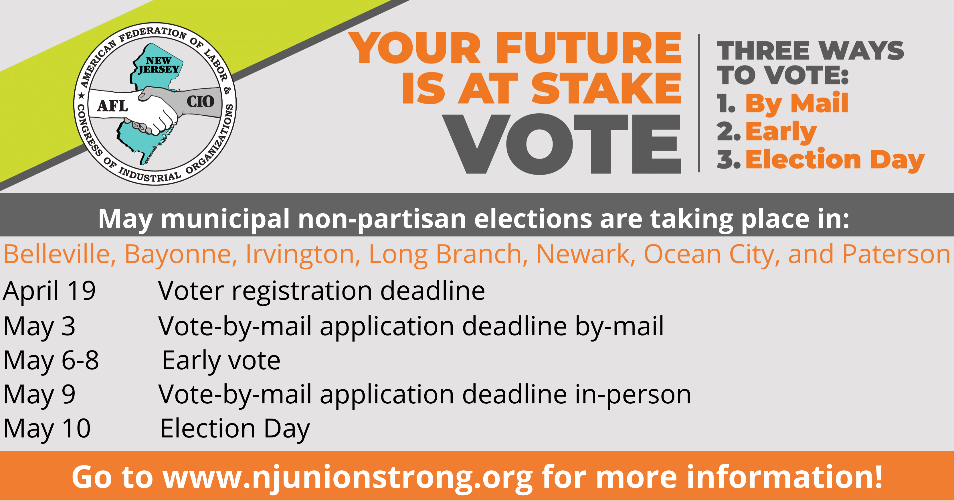 AMERICAN FEDERATION OF LABOR &
CONGRESS OF INDUSTRIAL ORGANIZATIONS
★
NEW
JERSEY
AFL
CIO
YOUR FUTURE
IS AT STAKE
VOTE
THREE WAYS
TO VOTE:
1. By Mail
2. Early
3. Election Day
May municipal non-partisan elections are taking place in:
Belleville, Bayonne, Irvington, Long Branch, Newark, Ocean City, and Paterson
April 19 Voter registration deadline
May 3 Vote-by-mail application deadline by-mail
May 6-8 Early vote
May 9 Vote-by-mail application deadline in-person
May 10 Election Day
Go to www.njunionstrong.org for more information!